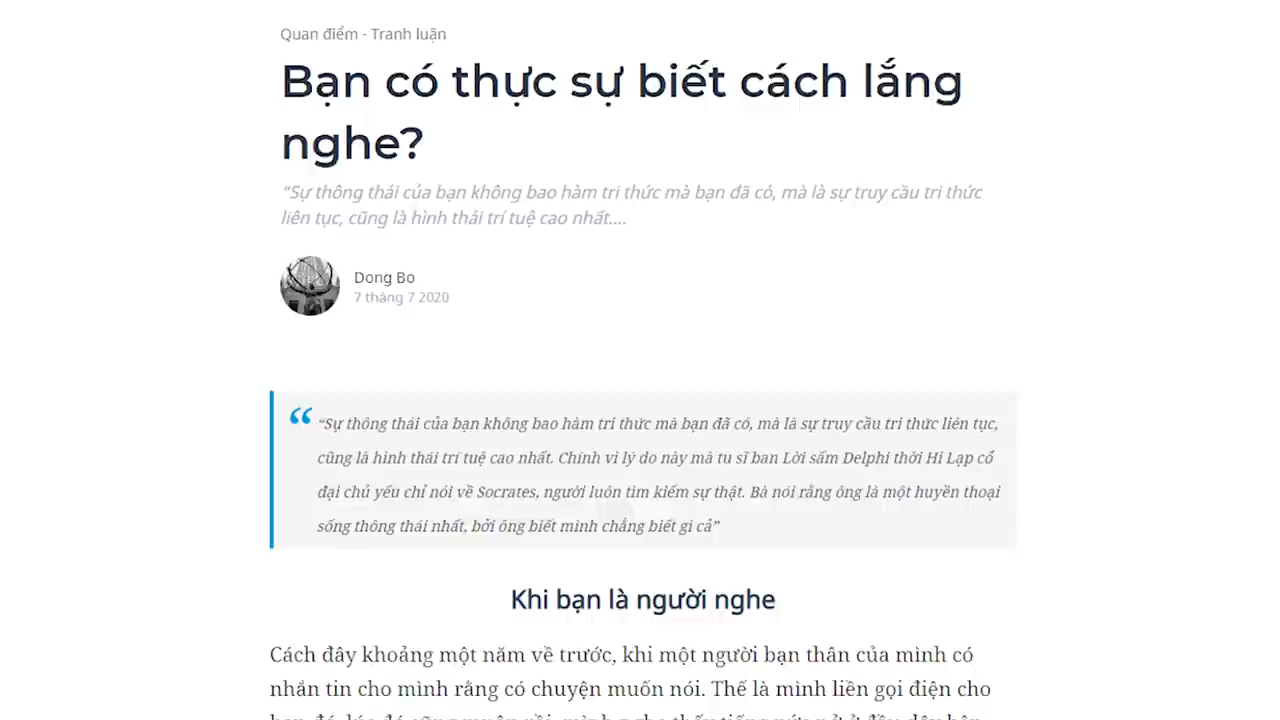 Quan điểm - Tranh luận
Bạn có thực sự biết cách lắng
nghe?
“Sự thông thái của bạn không bao hàm tri thức mà bạn đã có, mà là sự truy cầu tri thức
liên tục, cũng là hình thái trí tuệ cao nhất....
Dong Bo
7 tháng 7 2020
“Sự thông thái của bạn không bao hàm tri thức mà bạn đã có, mà là sự truy cầu tri thức liên tục,
cũng là hình thái trí tuệ cao nhất. Chính vì lý do này mà tu sĩ ban Lời sấm Delphi thời Hi Lạp cổ
đại chủ yếu chỉ nói về Socrates, người luôn tìm kiếm sự thật. Bà nói rằng ông là một huyền thoại
sống thông thái nhất, bởi ông biết mình chẳng biết gì cả”
Khi bạn là người nghe
Cách đây khoảng một năm về trước, khi một người bạn thân của mình có
nhắn tin cho mình rằng có chuyện muốn nói. Thế là mình liền gọi điện cho